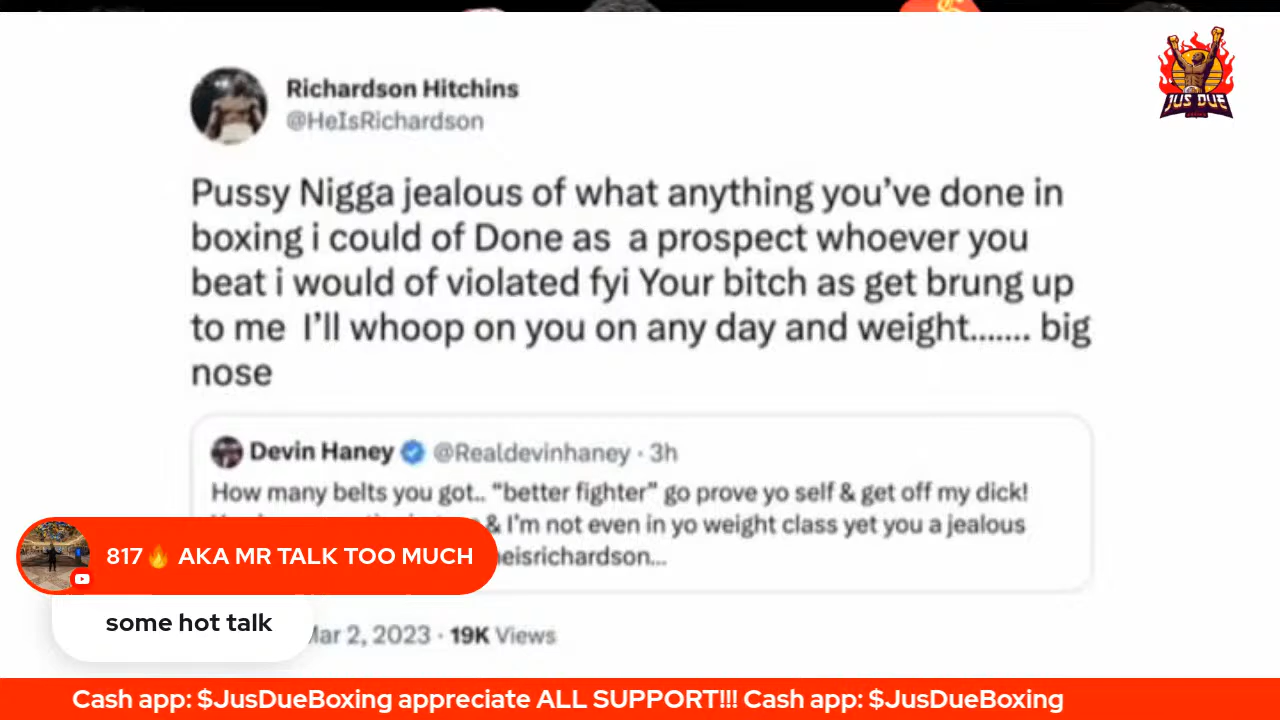 JUS DUE
Richardson Hitchins
@HeIsRichardson
Pussy Nigga jealous of what anything you've done in
boxing i could of Done as a prospect whoever you
beat i would of violated fyi Your bitch as get brung up
to me I'll whoop on you on any day and weight....... big
nose
Devin Haney @Realdevinhaney · 3h
How many belts you got.. “better fighter” go prove yo self & get off my dick!
& I'm not even in yo weight class yet you a jealous
eisrichardson...
817🔥 AKA MR TALK TOO MUCH
some hot talk
Mar 2, 2023 · 19K Views
Cash app: $JusDueBoxing appreciate ALL SUPPORT!!! Cash app: $JusDueBoxing